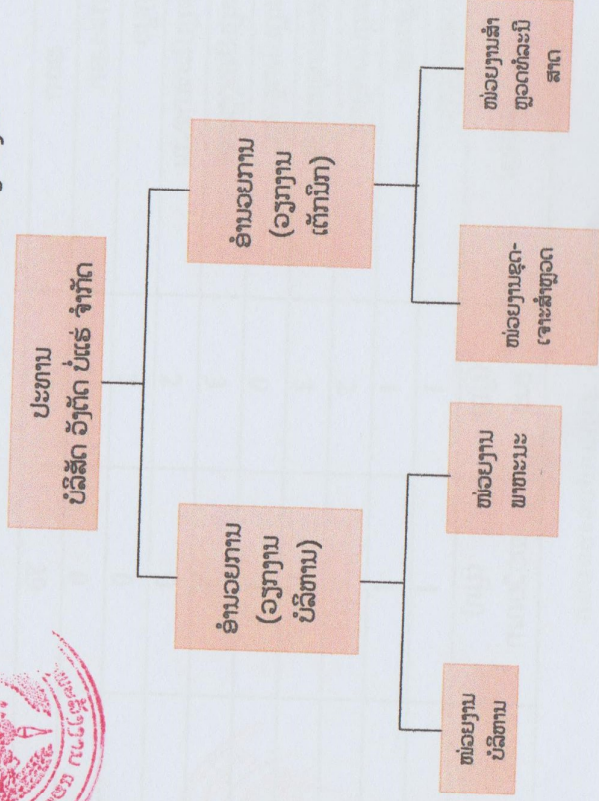 ປະທານ
ບໍລິສັດ ວັງຕັດ ບໍ່ແຮ່ ຈຳກັດ
ອຳນວຍການ
(ວຽກງານ
ບໍລິຫານ)
ອຳນວຍການ
(ວຽກງານ
ເຕັກນິກ)
ໜ່ວຍງານ
ບໍລິຫານ
ໜ່ວຍງານ
ພາຫະນະ
ໜ່ວຍງານຂຸດ-
ເຈາະສຳຫຼວດ
ໜ່ວຍງານສຳ
ຫຼວດທໍລະນີ
ສາດ